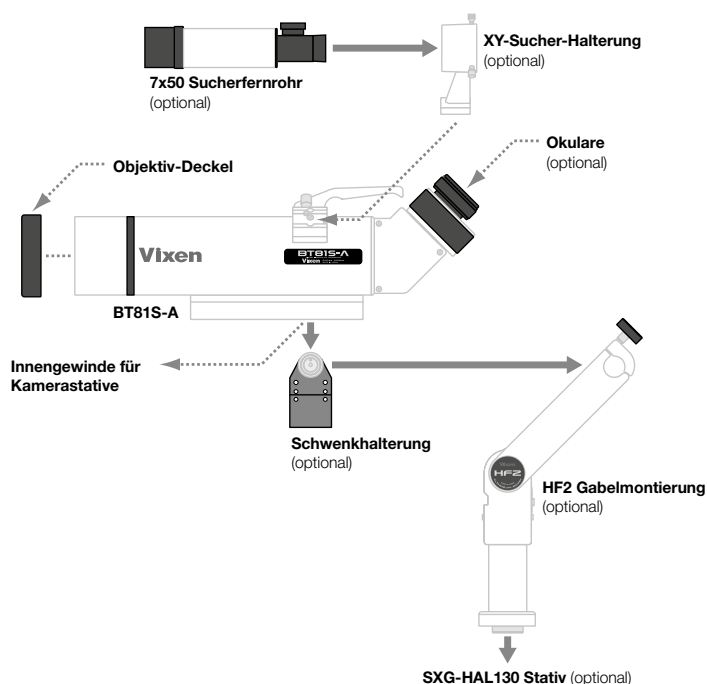 XY-Sucher-Halterung
(optional)
7x50 Sucherfernrohr
(optional)
Okulare
(optional)
Objektiv-Deckel
Vixen
BT81S-A
Vixen
BT81S-A
Innengewinde für
Kamerastative
Schwenkhalterung
(optional)
Vixen
HF2
HF2 Gabelmontierung
(optional)
SXG-HAL130 Stativ (optional)